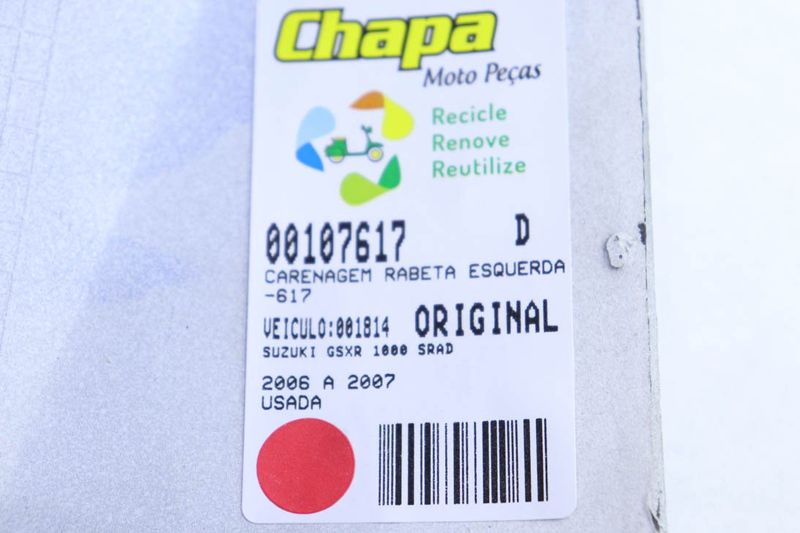 Chapa
Moto Peças
Recicle
Renove
Reutilize
00107617 D
CARENAGEM RABETA ESQUERDA
-617
VEICULO:001814 ORIGINAL
SUZUKI GSXR 1000 SRAD
2006 A 2007
USADA